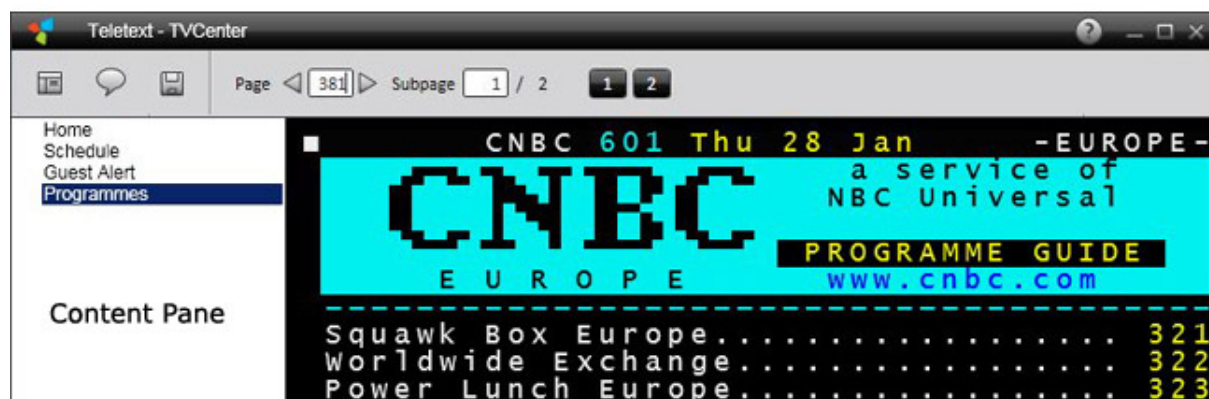 Teletext - TVCenter
?
Page 381 Subpage 1 / 2 1 2
Home
Schedule
Guest Alert
Programmes
Content Pane
CNBC 601 Thu 28 Jan -EUROPE-
a service of
NBC Universal
CNBC
PROGRAMME GUIDE
EUROPE
www.cnbc.com
Squawk Box Europe................... 321
Worldwide Exchange.................. 322
Power Lunch Europe.................. 323